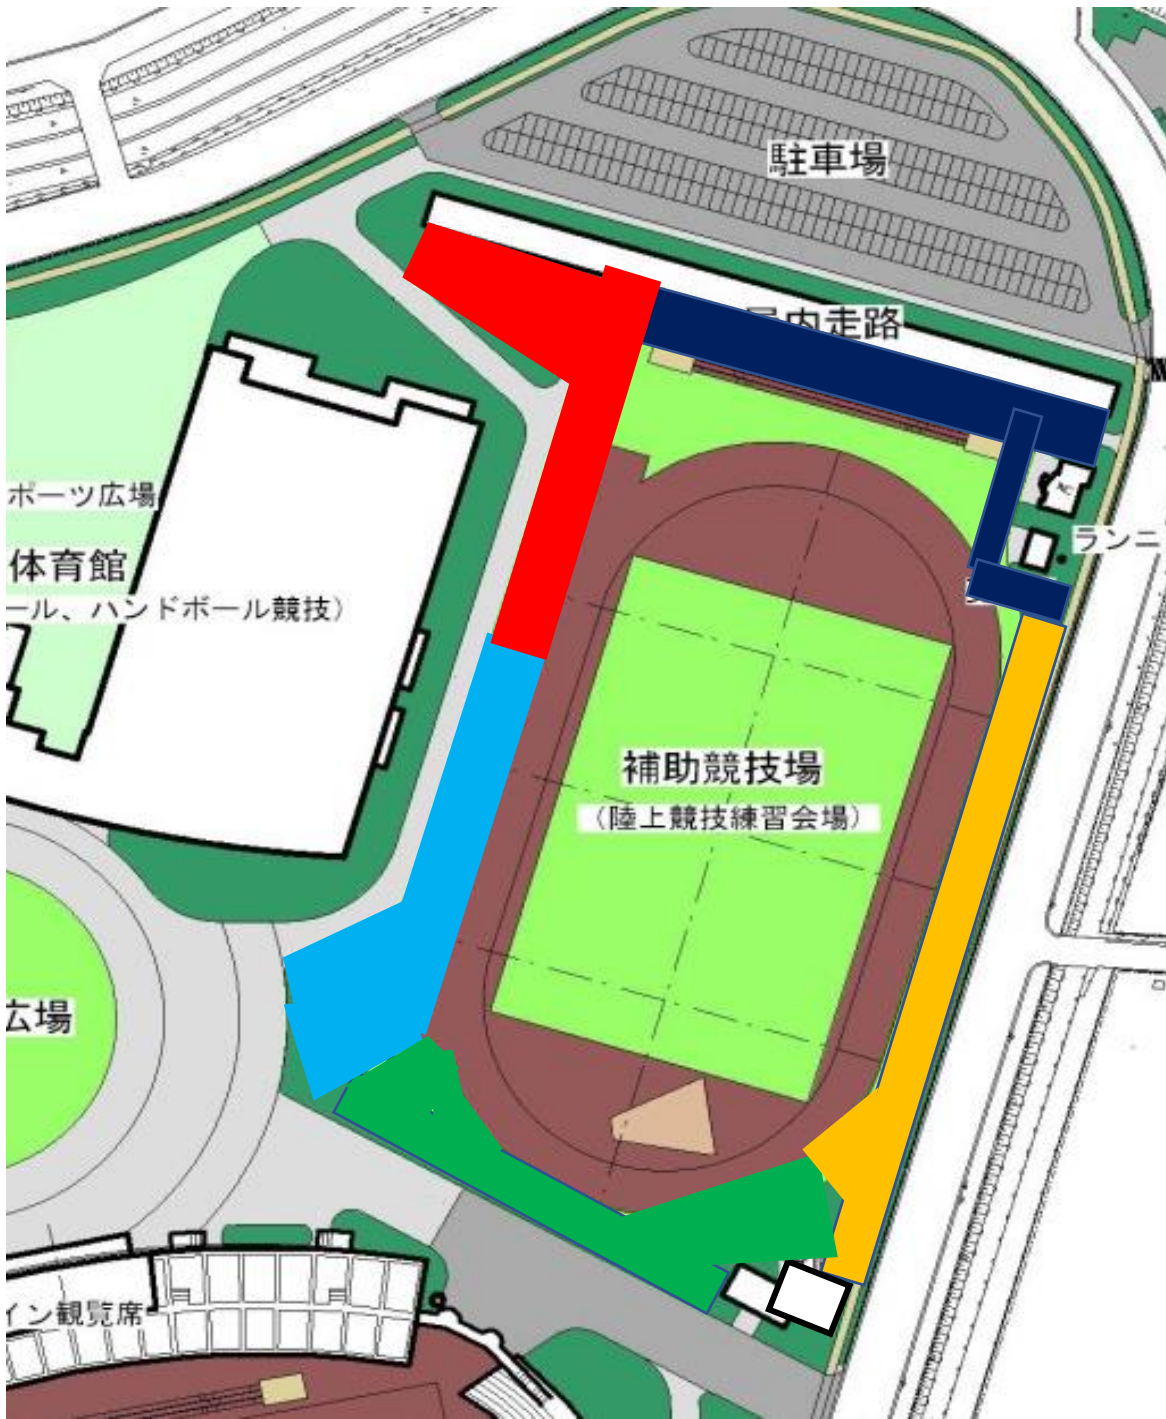 駐車場
屋内走路
ポーツ広場
ランニ
体育館
ール、ハンドボール競技）
補助競技場
（陸上競技練習会場）
広場
イン観覧席